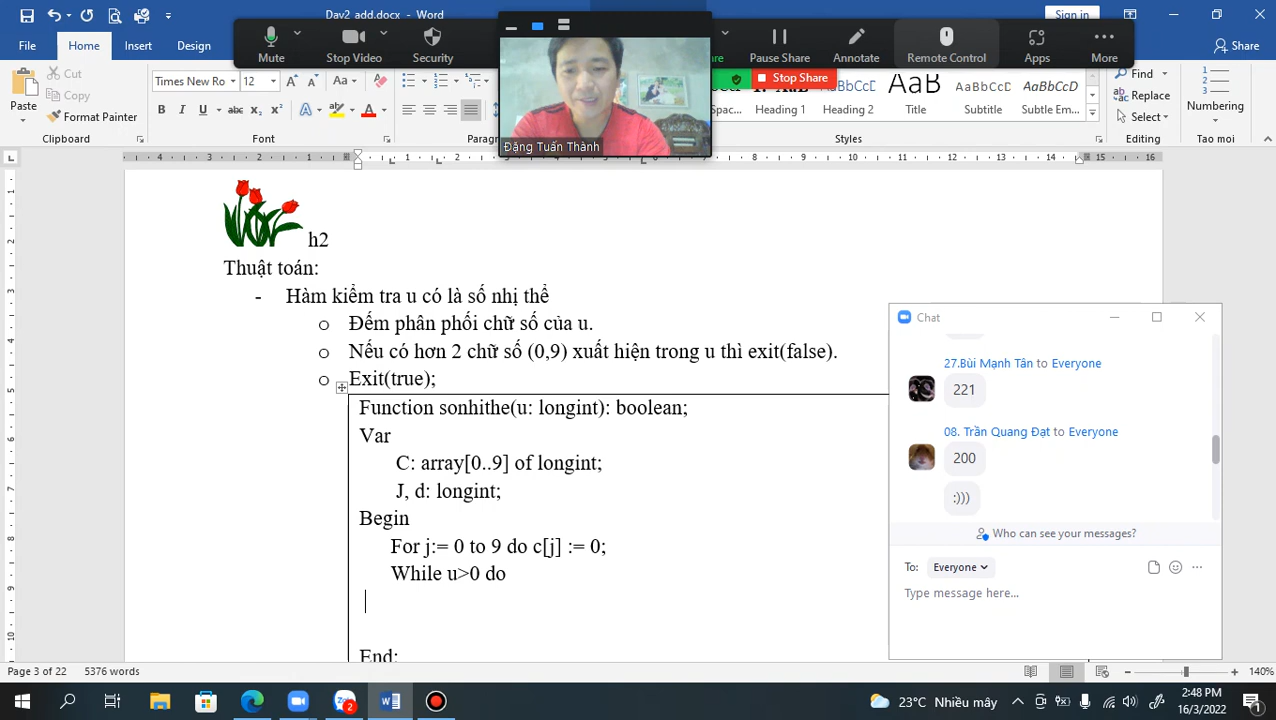 Sign in
File
Home
Insert
Design
Share
Mute
Stop Video
Security
Pause Share
Annotate
Remote Control
Apps
More
Stop Share
Cut
Copy
Paste
Format Painter
Times New Ro
12
Heading 1
Heading 2
Title
Subtitle
Subtle Em...
AaBbCcD
AaBbCcD
Find
Replace
Select
Numbering
Clipboard
Font
Styles
Editing
Tao moi
Đặng Tuấn Thành
h2
Thuật toán:
- Hàm kiểm tra u có là số nhị thể
o Đếm phân phối chữ số của u.
o Nếu có hơn 2 chữ số (0,9) xuất hiện trong u thì exit(false).
o Exit(true);
Function sonhithe(u: longint): boolean;
Var
C: array[0..9] of longint;
J, d: longint;
Begin
For j:= 0 to 9 do c[j] := 0;
While u>0 do
End;
Chat
27.Bùi Mạnh Tân to Everyone
221
08. Trần Quang Đạt to Everyone
200
:)))
Who can see your messages?
To: Everyone
Type message here...
Page 3 of 22
5376 words
140%
2
23°C Nhiều mây
2:48 PM
16/3/2022
1